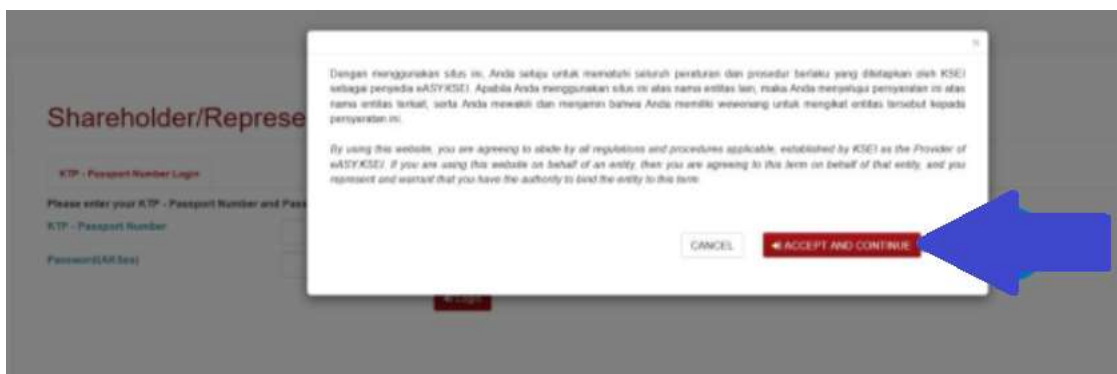 ×
Dengan menggunakan situs ini, Anda setuju untuk mematuhi seluruh peraturan dan prosedur berlaku yang ditetapkan oleh KSEI
sebagai penyedia eASY.KSEI. Apabila Anda menggunakan situs ini atas nama entitas lain, maka Anda menyetujui persyaratan ini atas
nama entitas terkait, serta Anda mewakili dan menjamin bahwa Anda memiliki wewenang untuk mengikat entitas tersebut kepada
persyaratan ini.
By using this website, you are agreeing to abide by all regulations and procedures applicable, established by KSEI as the Provider of
eASY.KSEI. If you are using this website on behalf of an entity, then you are agreeing to this term on behalf of that entity, and you
represent and warrant that you have the authority to bind the entity to this term.
CANCEL
ACCEPT AND CONTINUE
Shareholder/Represe
KTP - Passport Number Login
Please enter your KTP - Passport Number and Pass
KTP - Passport Number
Password(AKSes)
Login